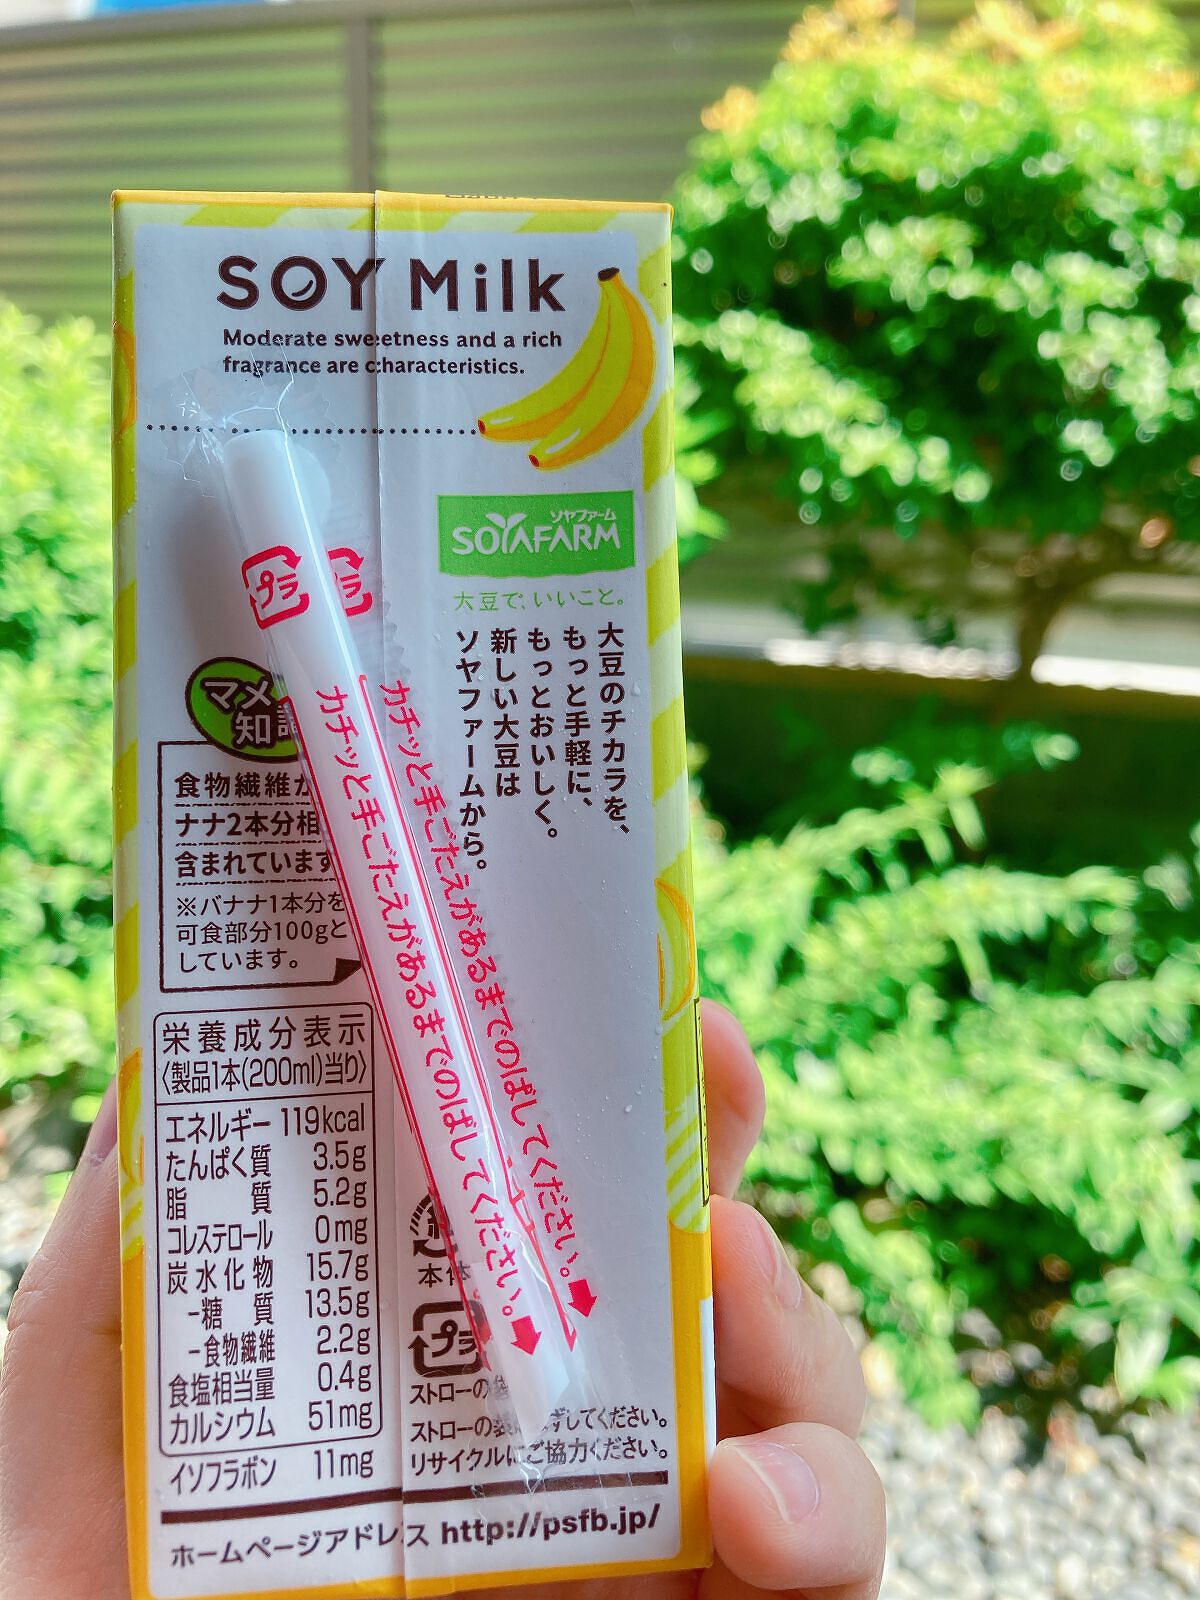 SOY Milk
Moderate sweetness and a rich
fragrance are characteristics.
ソヤファーム
SOYAFARM
大豆で、いいこと。
大豆のチカラを、
もっと手軽に、
もっとおいしく。
新しい大豆は
ソヤファームから。
プラ
カチッと手ごたえがあるまでのばしてください。
カチッと手ごたえがあるまでのばしてください。
マメ
知識
食物繊維が
ナナ2本分相
含まれています
※バナナ1本分を
可食部分100gと
しています。
栄養成分表示
〈製品1本(200ml)当り〉
エネルギー 119kcal
たんぱく質 3.5g
脂質 5.2g
コレステロール 0mg
炭水化物 15.7g
-糖質 13.5g
-食物繊維 2.2g
食塩相当量 0.4g
カルシウム 51mg
イソフラボン 11mg
本体
プラ
ストローの
ストローの ずしてください。
リサイクルにご協力ください。
ホームページアドレス http://psfb.jp/